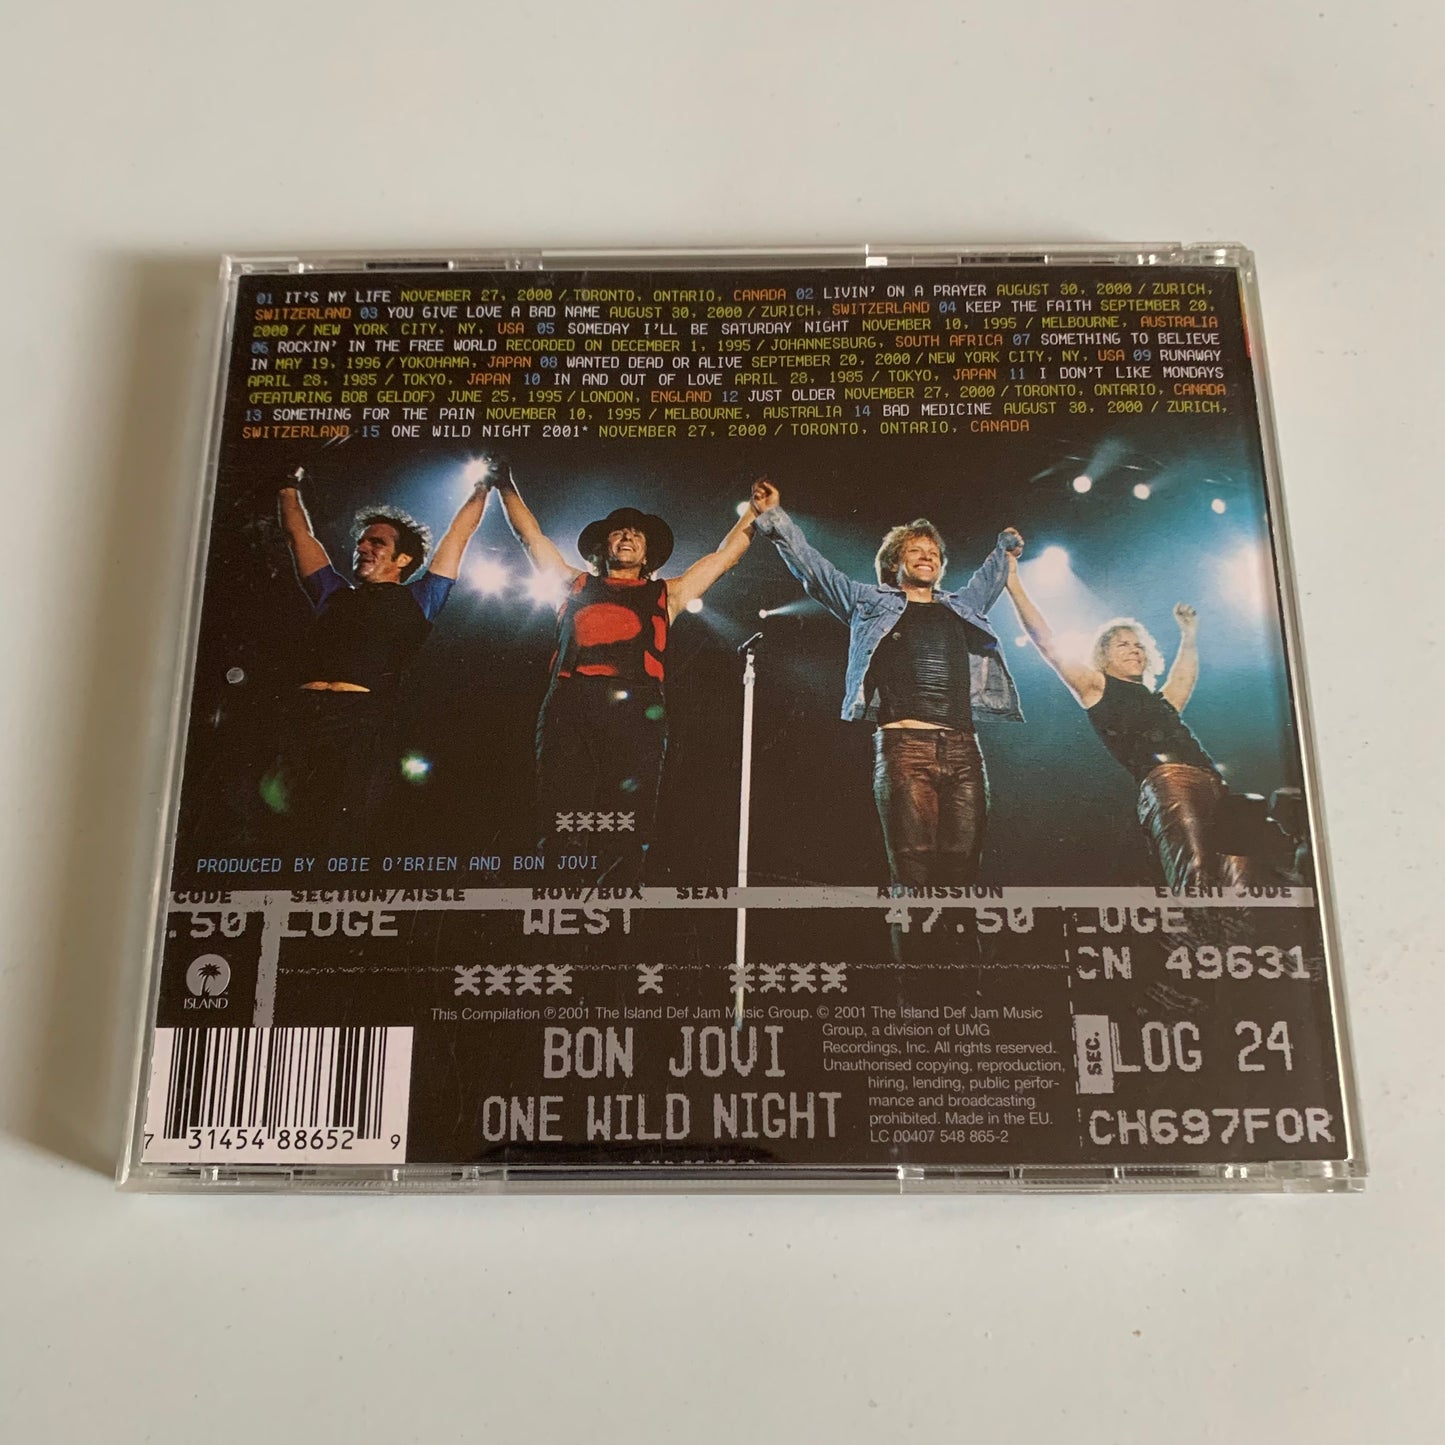 01 IT'S MY LIFE NOVEMBER 27, 2000 / TORONTO, ONTARIO, CANADA 02 LIVIN' ON A PRAYER AUGUST 30, 2000 / ZURICH,
SWITZERLAND 03 YOU GIVE LOVE A BAD NAME AUGUST 30, 2000 / ZURICH, SWITZERLAND 04 KEEP THE FAITH SEPTEMBER 20,
2000 / NEW YORK CITY, NY, USA 05 SOMEDAY I'LL BE SATURDAY NIGHT NOVEMBER 10, 1995 / MELBOURNE, AUSTRALIA
06 ROCKIN' IN THE FREE WORLD RECORDED ON DECEMBER 1, 1995 / JOHANNESBURG, SOUTH AFRICA 07 SOMETHING TO BELIEVE
IN MAY 19, 1996 / YOKOHAMA, JAPAN 08 WANTED DEAD OR ALIVE SEPTEMBER 20, 2000 / NEW YORK CITY, NY, USA 09 RUNAWAY
APRIL 28, 1985 / TOKYO, JAPAN 10 IN AND OUT OF LOVE APRIL 28, 1985 / TOKYO, JAPAN 11 I DON'T LIKE MONDAYS
(FEATURING BOB GELDOF) JUNE 25, 1995 / LONDON, ENGLAND 12 JUST OLDER NOVEMBER 27, 2000 / TORONTO, ONTARIO, CANADA
13 SOMETHING FOR THE PAIN NOVEMBER 10, 1995 / MELBOURNE, AUSTRALIA 14 BAD MEDICINE AUGUST 30, 2000 / ZURICH,
SWITZERLAND 15 ONE WILD NIGHT 2001* NOVEMBER 27, 2000 / TORONTO, ONTARIO, CANADA
****
PRODUCED BY OBIE O'BRIEN AND BON JOVI
CODE SECTION/AISLE ROW/BOX SEAT ADMISSION EVENT CODE
.50 LOGE WEST 47.50 LOGE
CN 49631
**** * ****
ISLAND™
This Compilation ℗ 2001 The Island Def Jam Music Group. © 2001 The Island Def Jam Music
Group, a division of UMG
Recordings, Inc. All rights reserved.
Unauthorised copying, reproduction,
hiring, lending, public perfor-
mance and broadcasting
prohibited. Made in the EU.
LC 00407 548 865-2
BON JOVI
ONE WILD NIGHT
SEC. LOG 24
CH697FOR
7 31454 88652 9